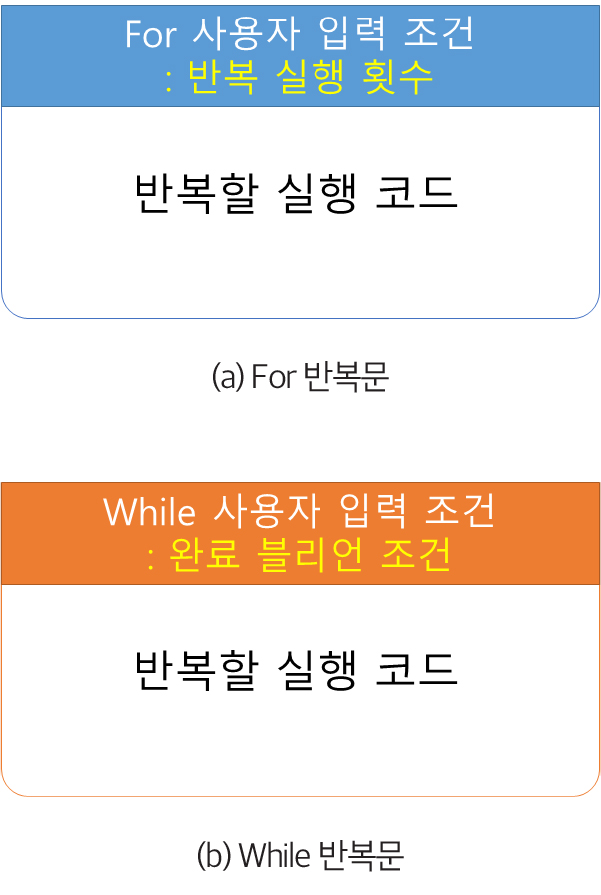 For 사용자 입력 조건
: 반복 실행 횟수
반복할 실행 코드
(a) For 반복문
While 사용자 입력 조건
: 완료 블리언 조건
반복할 실행 코드
(b) While 반복문